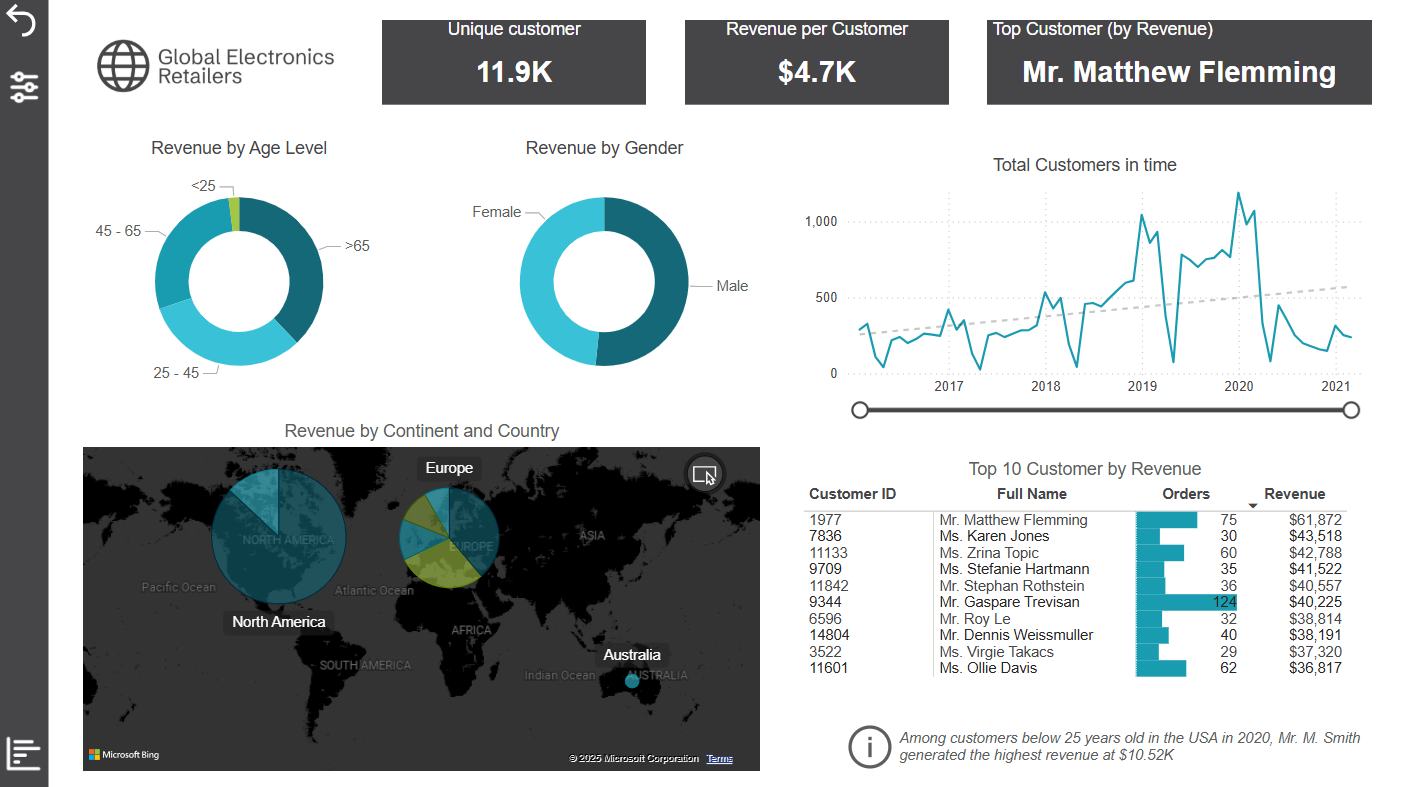 Global Electronics
Retailers
Unique customer
11.9K
Revenue per Customer
$4.7K
Top Customer (by Revenue)
Mr. Matthew Flemming
Revenue by Age Level
<25
45 - 65
>65
25 - 45
Revenue by Gender
Female
Male
Total Customers in time
1,000
500
0
2017 2018 2019 2020 2021
Revenue by Continent and Country
Europe
NORTH AMERICA
EUROPE
ASIA
Pacific Ocean
Atlantic Ocean
North America
AFRICA
SOUTH AMERICA
Australia
Indian Ocean
AUSTRALIA
Microsoft Bing
© 2025 Microsoft Corporation Terms
Top 10 Customer by Revenue
Customer ID Full Name Orders Revenue
1977 Mr. Matthew Flemming 75 $61,872
7836 Ms. Karen Jones 30 $43,518
11133 Ms. Zrina Topic 60 $42,788
9709 Ms. Stefanie Hartmann 35 $41,522
11842 Mr. Stephan Rothstein 36 $40,557
9344 Mr. Gaspare Trevisan 124 $40,225
6596 Mr. Roy Le 32 $38,814
14804 Mr. Dennis Weissmuller 40 $38,191
3522 Ms. Virgie Takacs 29 $37,320
11601 Ms. Ollie Davis 62 $36,817
Among customers below 25 years old in the USA in 2020, Mr. M. Smith
generated the highest revenue at $10.52K